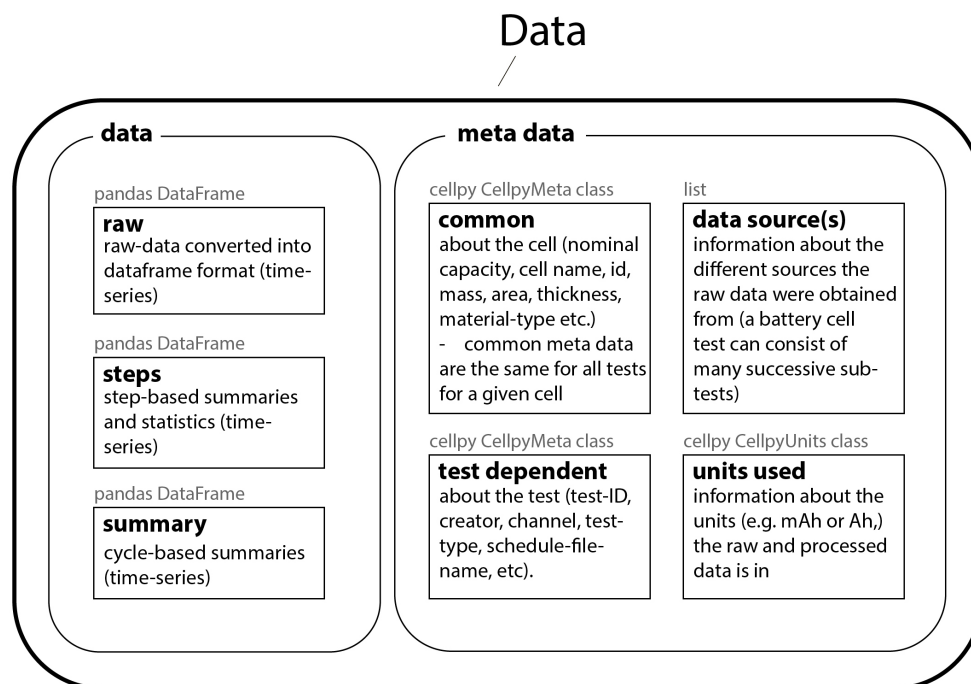 Data
data
pandas DataFrame
raw
raw-data converted into
dataframe format (time-
series)
pandas DataFrame
steps
step-based summaries
and statistics (time-
series)
pandas DataFrame
summary
cycle-based summaries
(time-series)
meta data
cellpy CellpyMeta class
common
about the cell (nominal
capacity, cell name, id,
mass, area, thickness,
material-type etc.)
- common meta data
are the same for all tests
for a given cell
list
data source(s)
information about the
different sources the
raw data were obtained
from (a battery cell
test can consist of
many successive sub-
tests)
cellpy CellpyMeta class
test dependent
about the test (test-ID,
creator, channel, test-
type, schedule-file-
name, etc).
cellpy CellpyUnits class
units used
information about the
units (e.g. mAh or Ah,)
the raw and processed
data is in